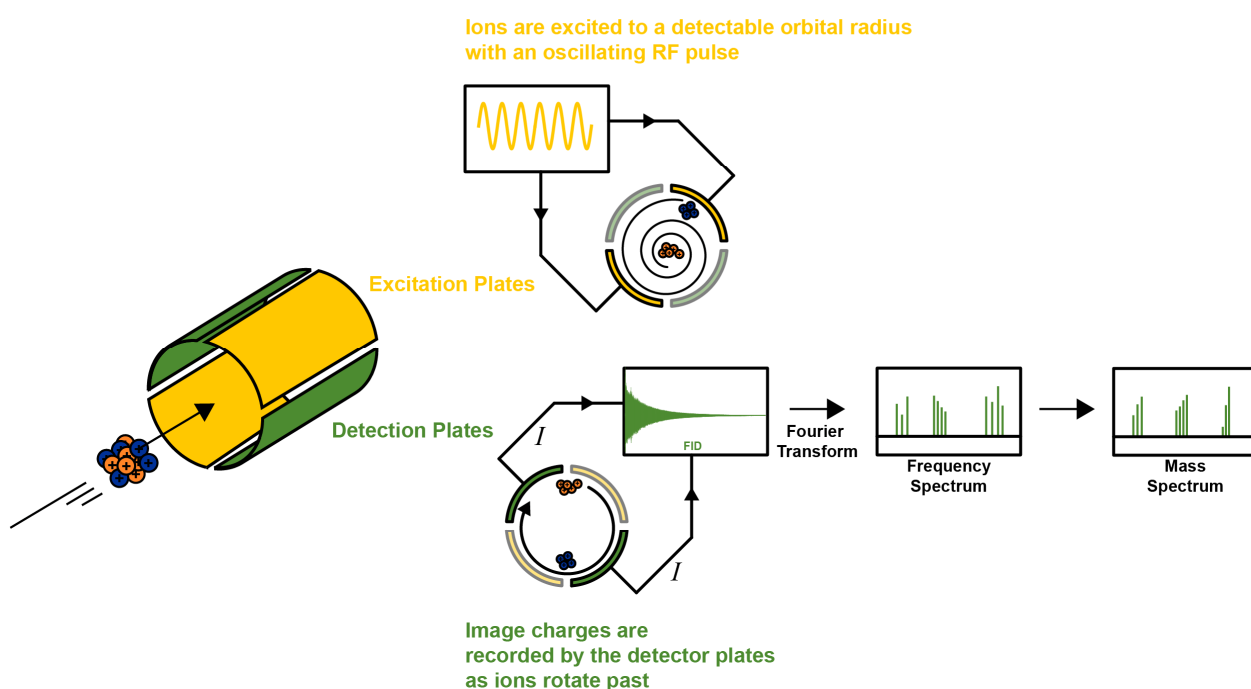 Ions are excited to a detectable orbital radius
with an oscillating RF pulse
Excitation Plates
Detection Plates
I
FID
I
Fourier
Transform
Frequency
Spectrum
Mass
Spectrum
Image charges are
recorded by the detector plates
as ions rotate past